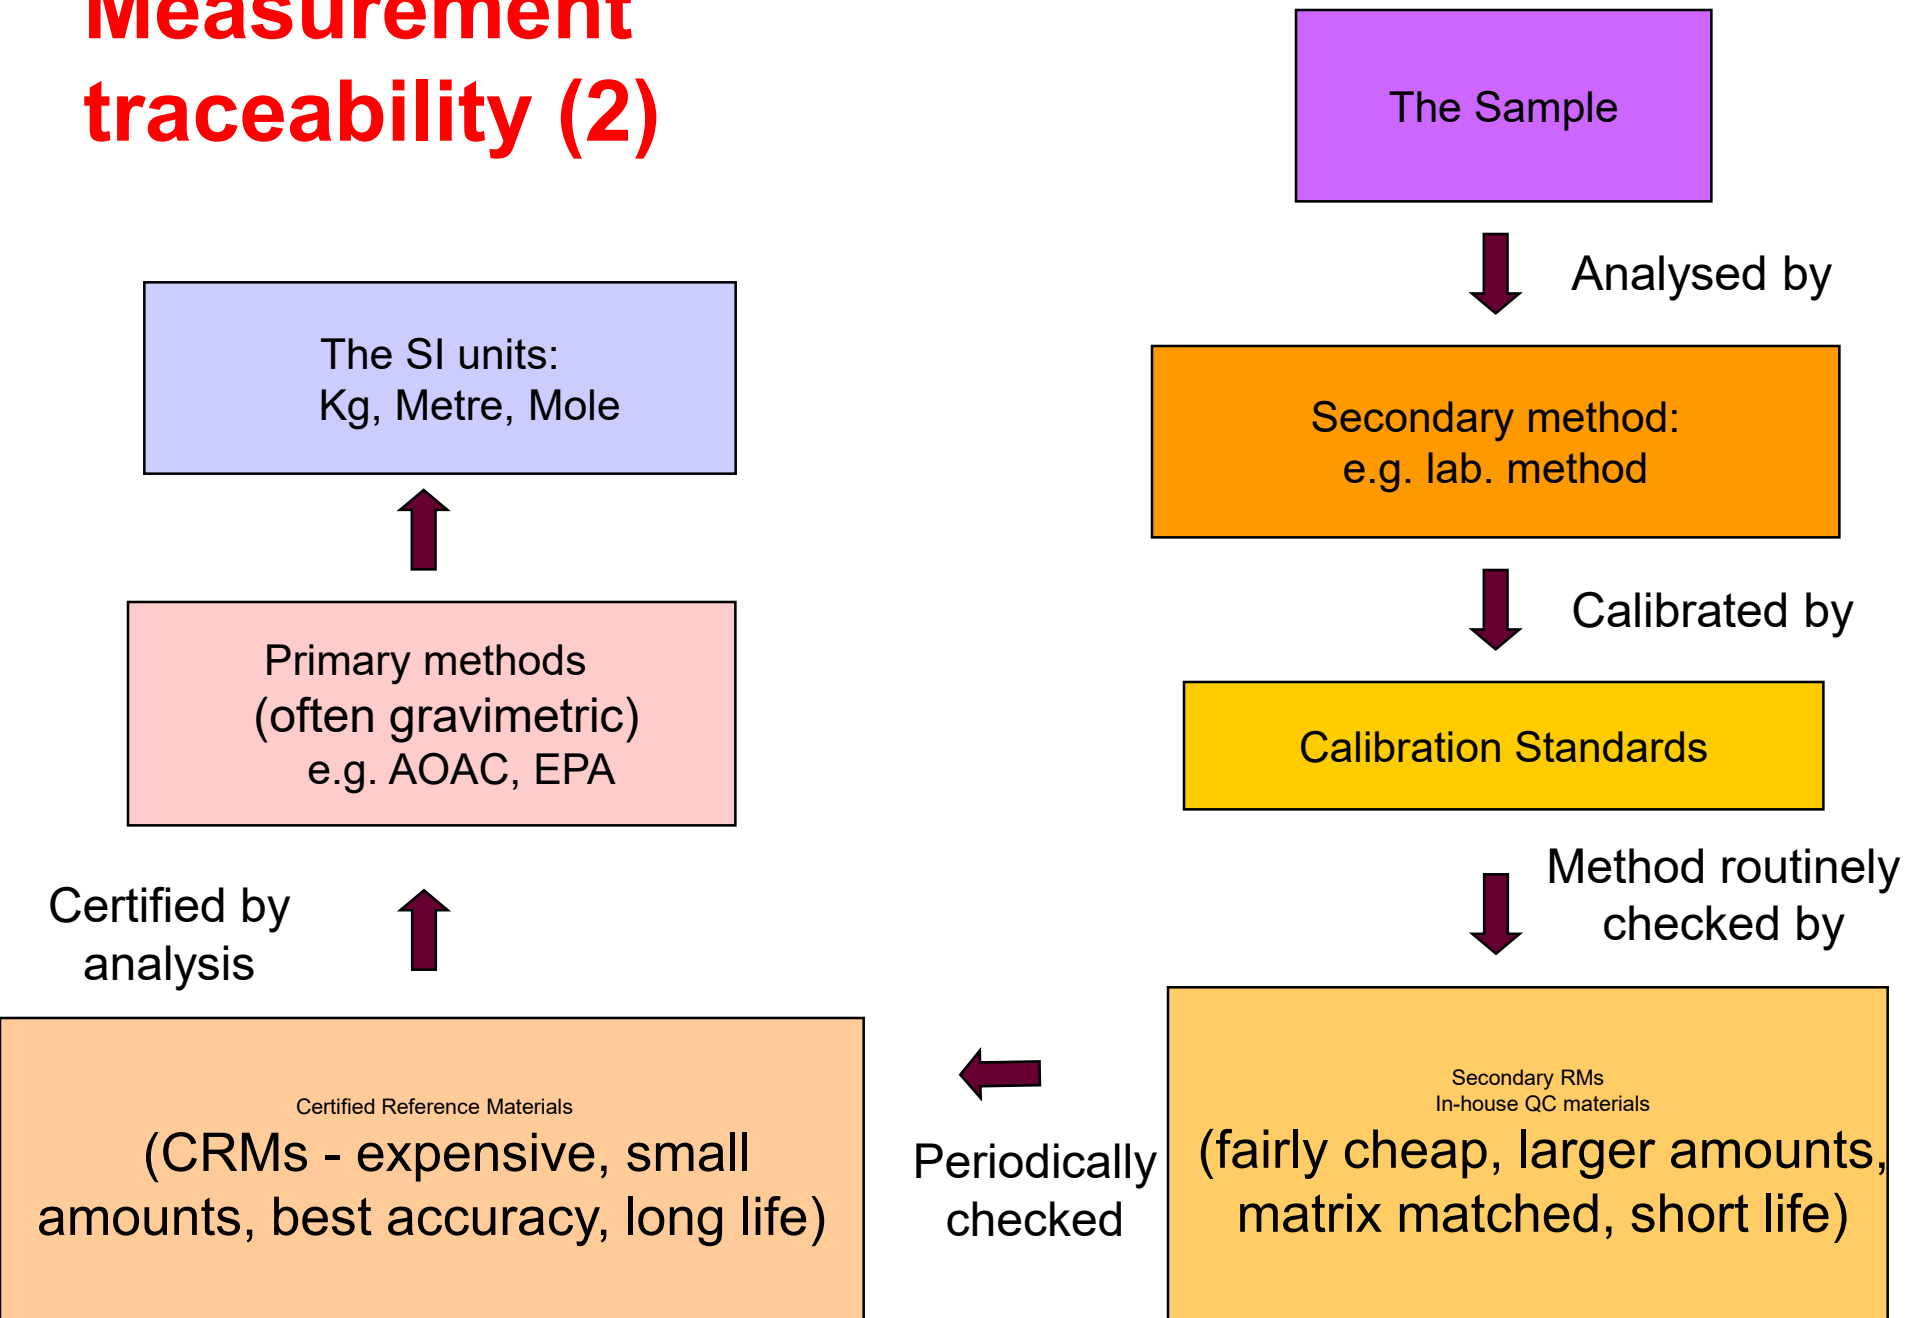 Measurement
traceability (2)
The Sample
Analysed by
The SI units:
Kg, Metre, Mole
Secondary method:
e.g. lab. method
Calibrated by
Primary methods
(often gravimetric)
e.g. AOAC, EPA
Calibration Standards
Method routinely
checked by
Certified by
analysis
Certified Reference Materials
(CRMs - expensive, small
amounts, best accuracy, long life)
Periodically
checked
Secondary RMs
In-house QC materials
(fairly cheap, larger amounts,
matrix matched, short life)